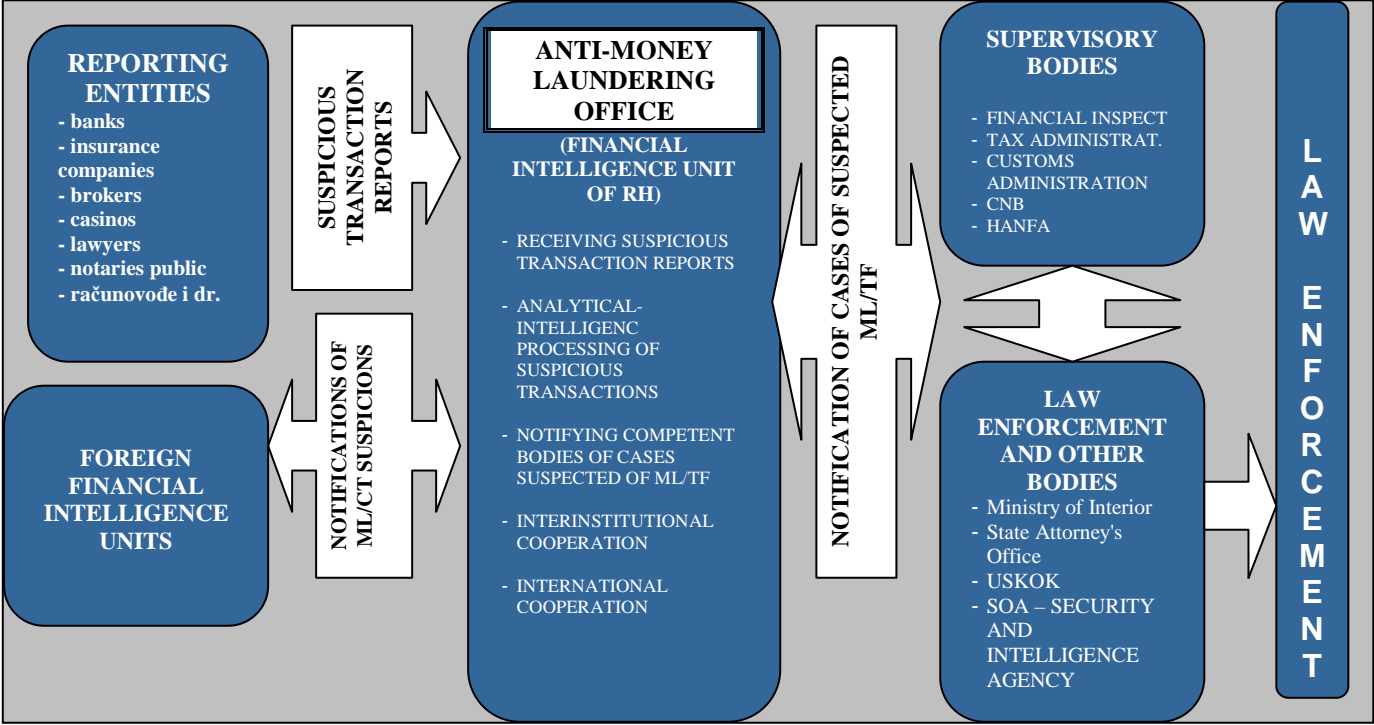 REPORTING
ENTITIES
- banks
- insurance
companies
- brokers
- casinos
- lawyers
- notaries public
- računovođe i dr.
SUSPICIOUS
TRANSACTION
REPORTS
FOREIGN
FINANCIAL
INTELLIGENCE
UNITS
NOTIFICATIONS OF
ML/CT SUSPICIONS
ANTI-MONEY
LAUNDERING
OFFICE
(FINANCIAL
INTELLIGENCE UNIT
OF RH)
- RECEIVING SUSPICIOUS
TRANSACTION REPORTS
- ANALYTICAL-
INTELLIGENC
PROCESSING OF
SUSPICIOUS
TRANSACTIONS
- NOTIFYING COMPETENT
BODIES OF CASES
SUSPECTED OF ML/TF
- INTERINSTITUTIONAL
COOPERATION
- INTERNATIONAL
COOPERATION
NOTIFICATION OF CASES OF SUSPECTED
ML/TF
SUPERVISORY
BODIES
- FINANCIAL INSPECT
- TAX ADMINISTRAT.
- CUSTOMS
ADMINISTRATION
- CNB
- HANFA
LAW
ENFORCEMENT
AND OTHER
BODIES
- Ministry of Interior
- State Attorney's
Office
- USKOK
- SOA – SECURITY
AND
INTELLIGENCE
AGENCY
LAW ENFORCEMENT